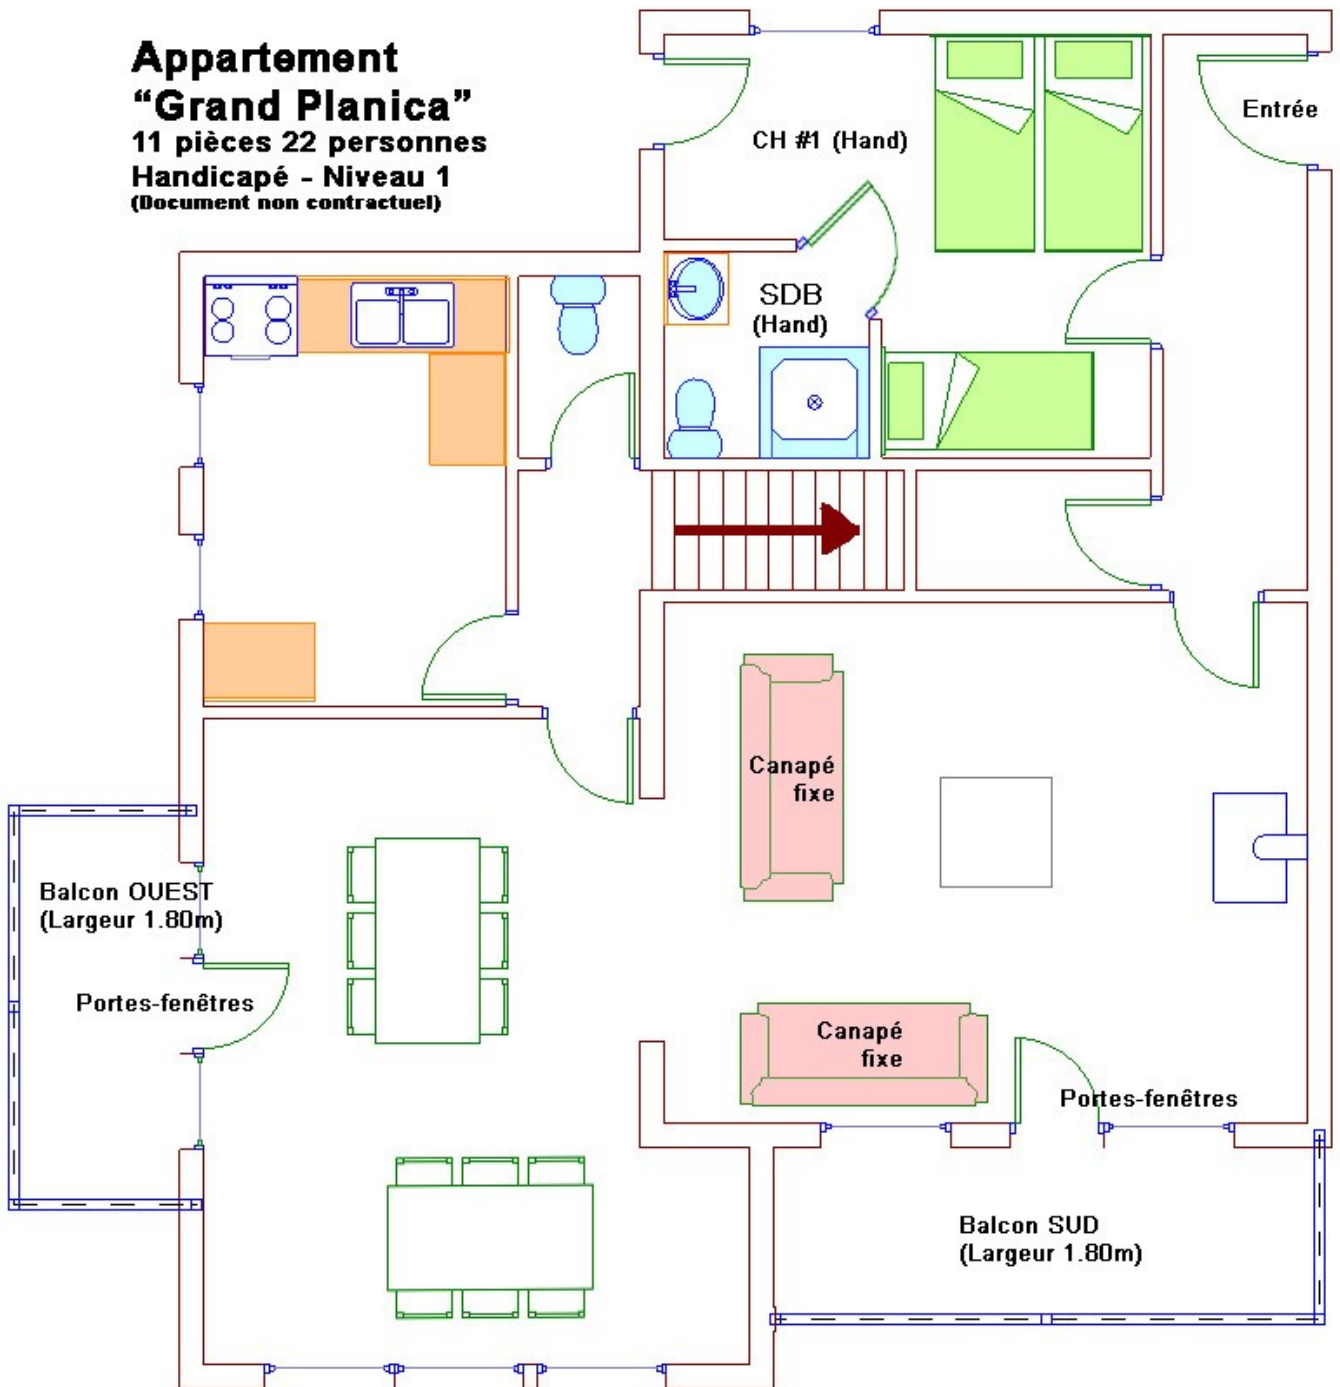 Appartement
“Grand Planica”
11 pièces 22 personnes
Handicapé - Niveau 1
(Document non contractuel)
Entrée
CH #1 (Hand)
SDB
(Hand)
Canapé
fixe
Balcon OUEST
(Largeur 1.80m)
Portes-fenêtres
Canapé
fixe
Portes-fenêtres
Balcon SUD
(Largeur 1.80m)